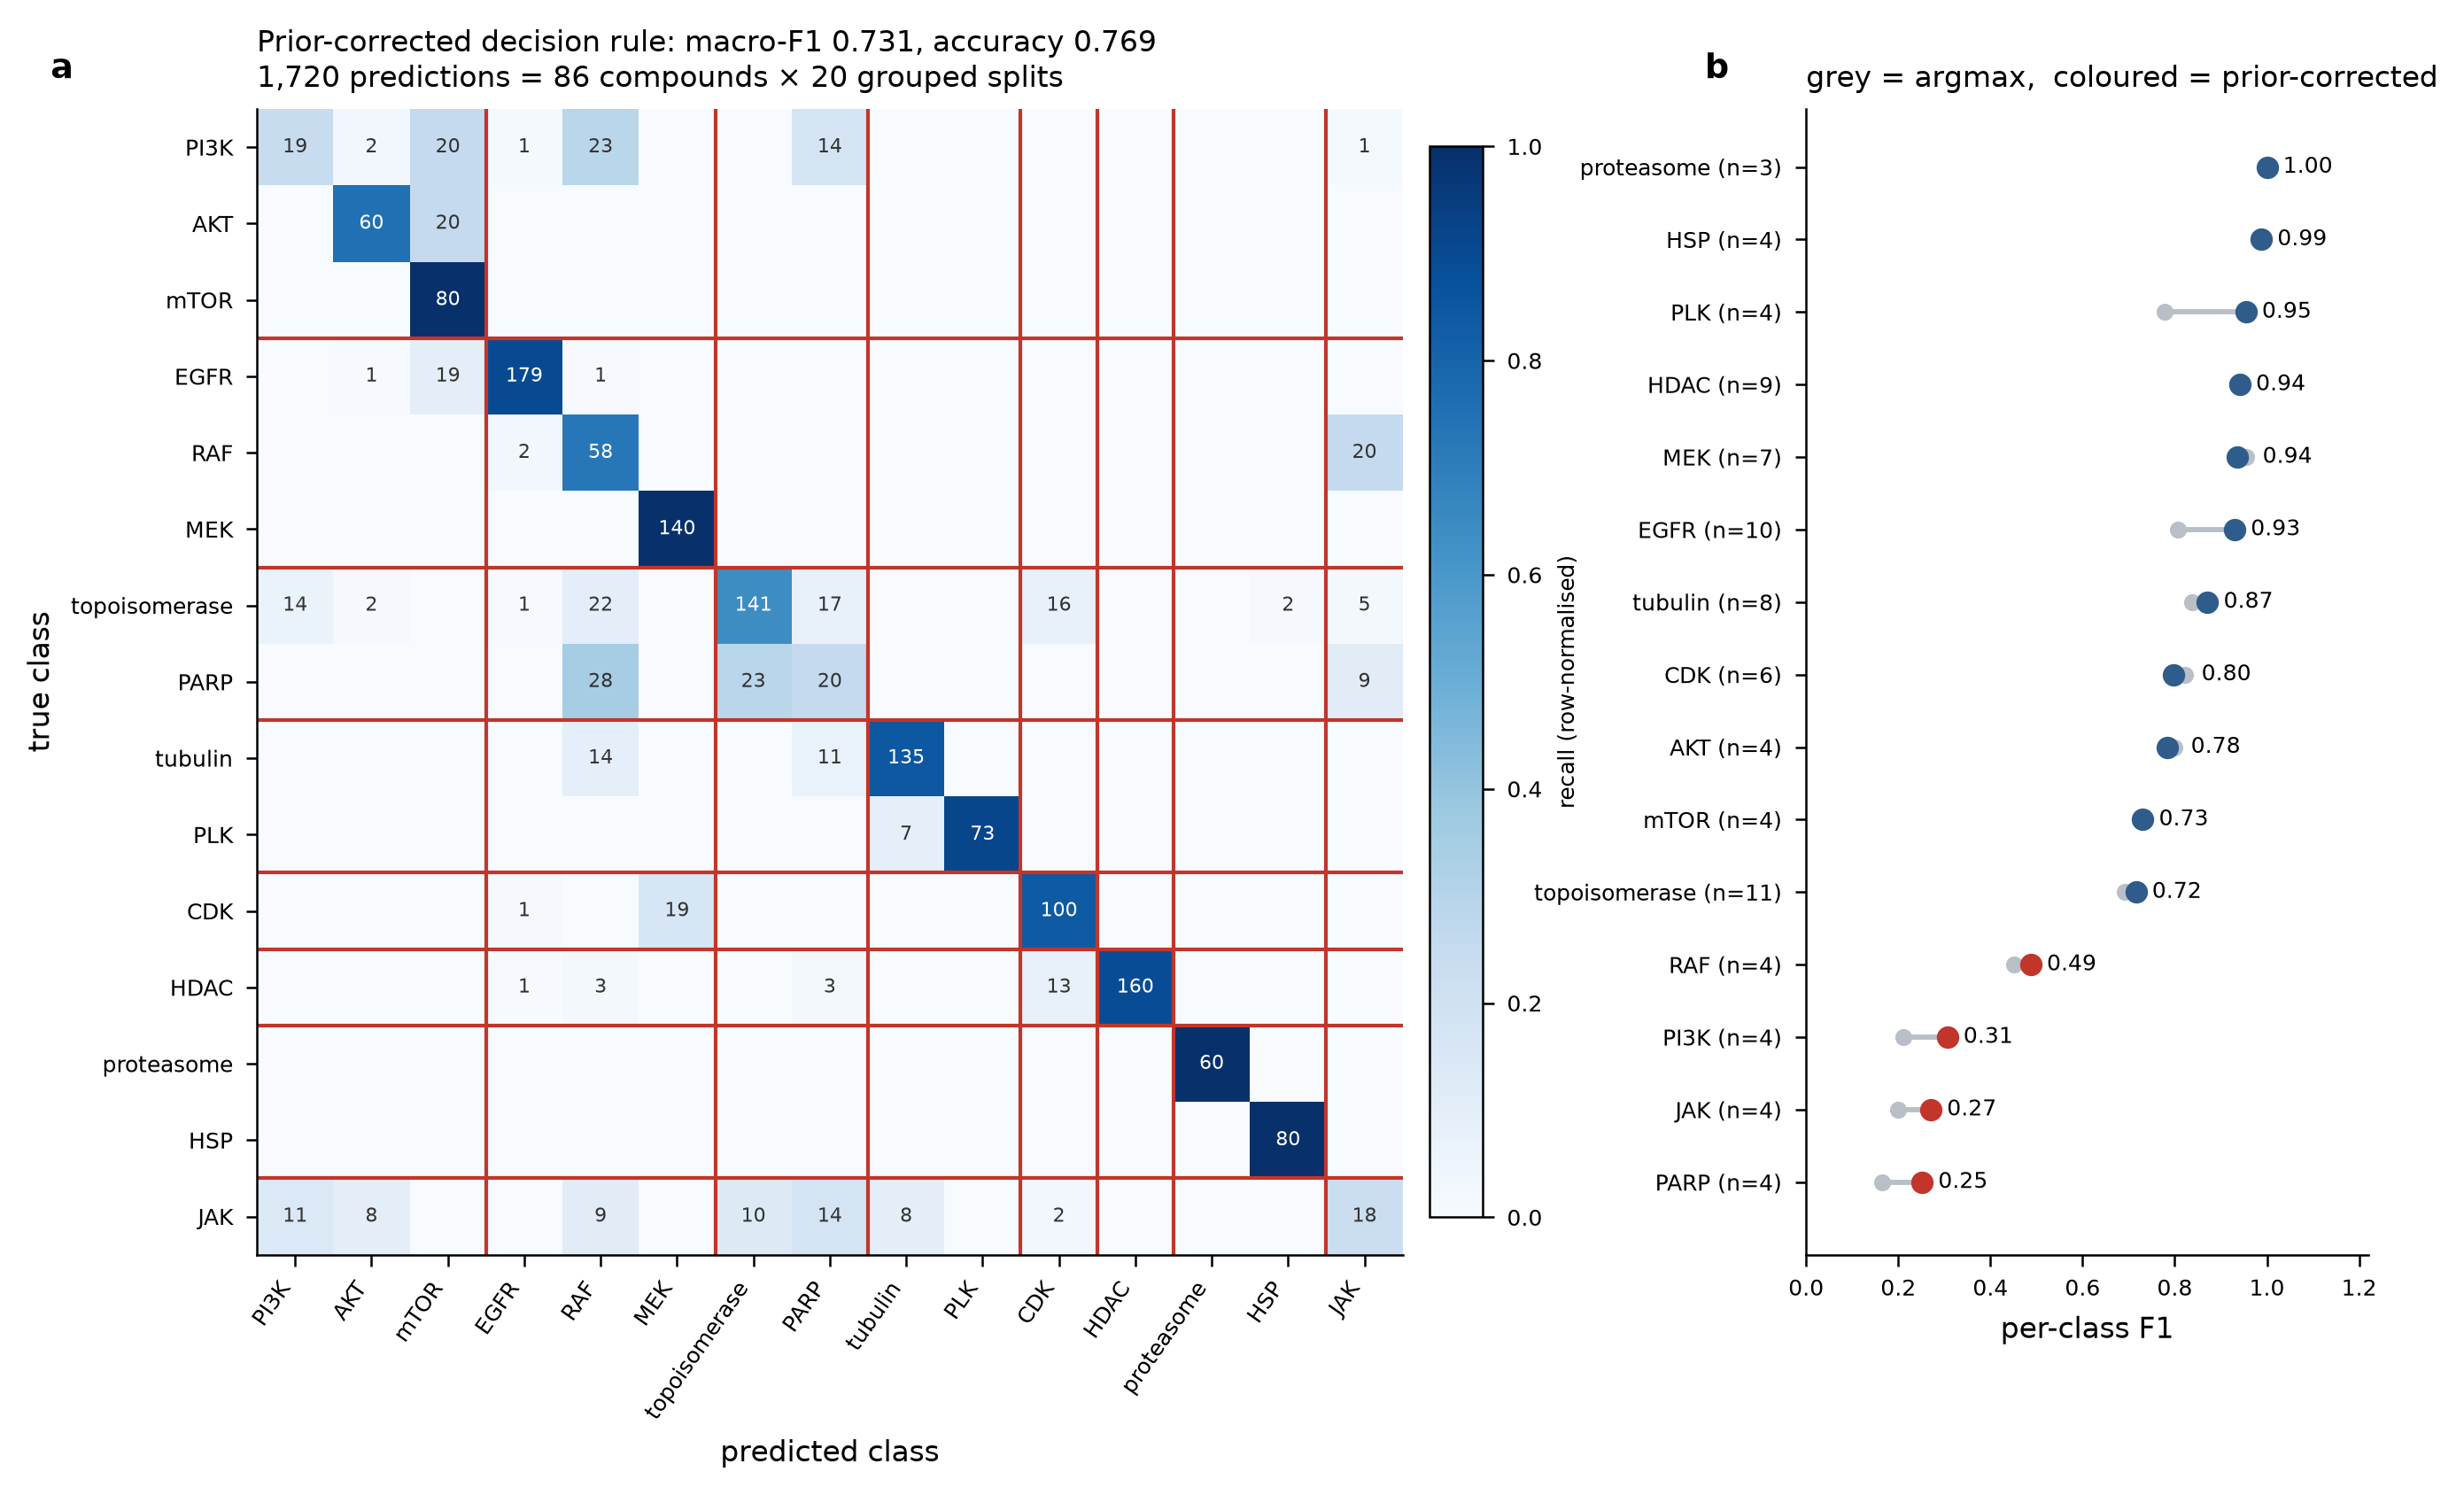 a
Prior-corrected decision rule: macro-F1 0.731, accuracy 0.769
1,720 predictions = 86 compounds × 20 grouped splits
true class
PI3K 19 2 20 1 23 14 1
AKT 60 20
mTOR 80
EGFR 1 19 179 1
RAF 2 58 20
MEK 140
topoisomerase 14 2 1 22 141 17 16 2 5
PARP 28 23 20 9
tubulin 14 11 135
PLK 7 73
CDK 1 19 100
HDAC 1 3 3 13 160
proteasome 60
HSP 80
JAK 11 8 9 10 14 8 2 18
PI3K
AKT
mTOR
EGFR
RAF
MEK
topoisomerase
PARP
tubulin
PLK
CDK
HDAC
proteasome
HSP
JAK
predicted class
1.0
0.8
0.6
0.4
0.2
0.0
recall (row-normalised)
b
grey = argmax, coloured = prior-corrected
proteasome (n=3) 1.00
HSP (n=4) 0.99
PLK (n=4) 0.95
HDAC (n=9) 0.94
MEK (n=7) 0.94
EGFR (n=10) 0.93
tubulin (n=8) 0.87
CDK (n=6) 0.80
AKT (n=4) 0.78
mTOR (n=4) 0.73
topoisomerase (n=11) 0.72
RAF (n=4) 0.49
PI3K (n=4) 0.31
JAK (n=4) 0.27
PARP (n=4) 0.25
0.0 0.2 0.4 0.6 0.8 1.0 1.2
per-class F1